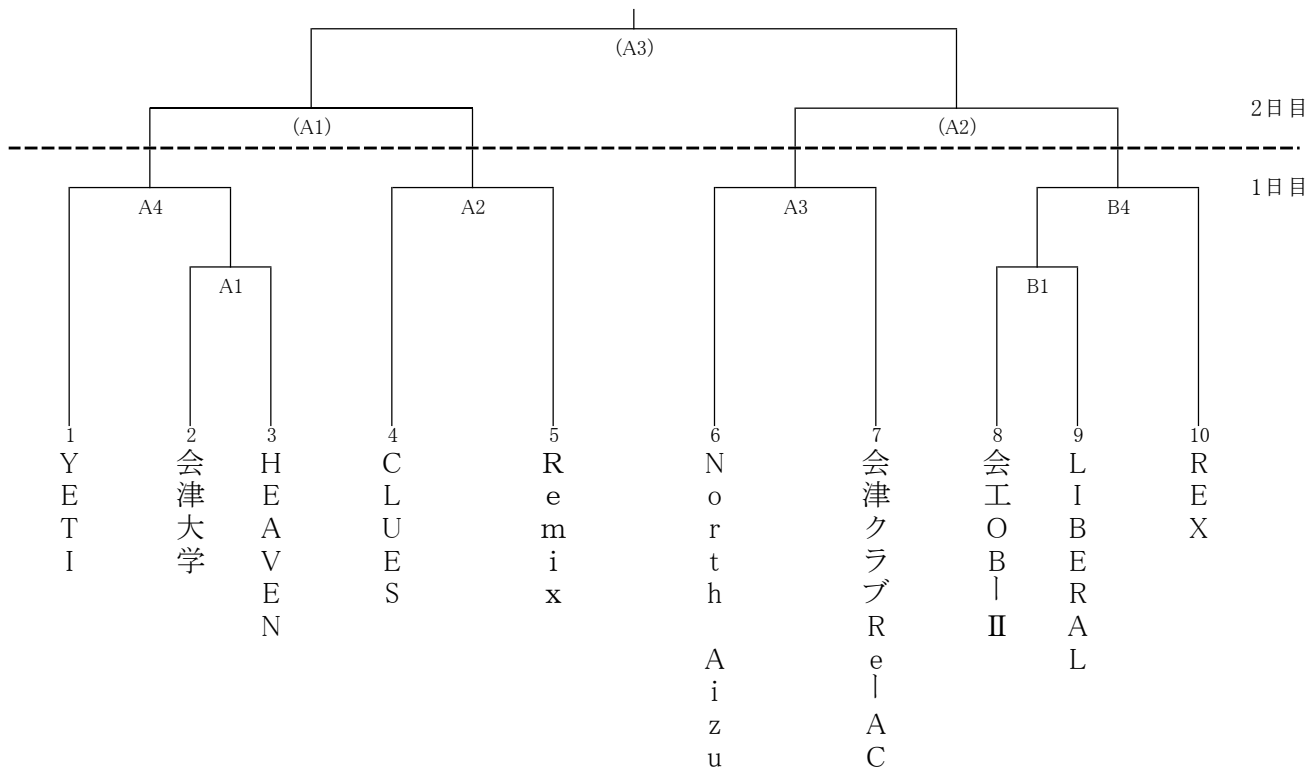 (A3)
2日目
(A1)
(A2)
1日目
A4
A2
A3
B4
A1
B1
1
YETI
2
会津大学
3
HEAVEN
4
CLUES
5
Remix
6
North Aizu
7
会津クラブRe-AC
8
会工OB-Ⅱ
9
LIBERAL
10
REX